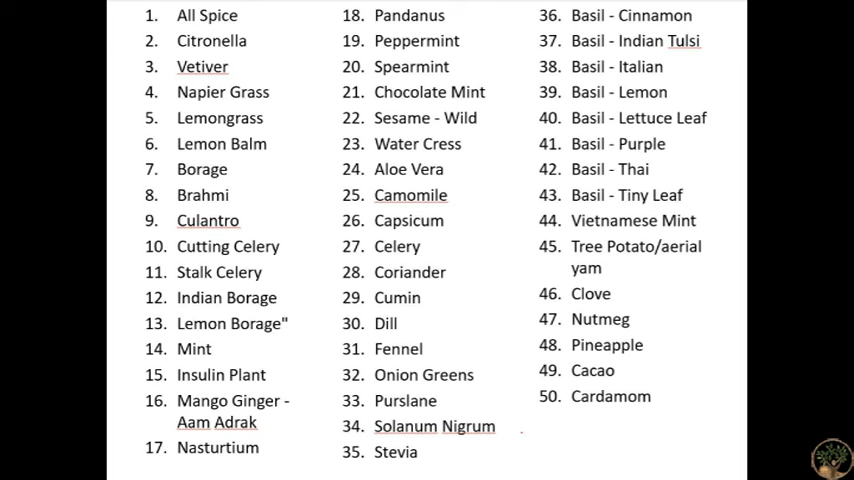 1. All Spice
2. Citronella
3. Vetiver
4. Napier Grass
5. Lemongrass
6. Lemon Balm
7. Borage
8. Brahmi
9. Culantro
10. Cutting Celery
11. Stalk Celery
12. Indian Borage
13. Lemon Borage"
14. Mint
15. Insulin Plant
16. Mango Ginger -
Aam Adrak
17. Nasturtium
18. Pandanus
19. Peppermint
20. Spearmint
21. Chocolate Mint
22. Sesame - Wild
23. Water Cress
24. Aloe Vera
25. Camomile
26. Capsicum
27. Celery
28. Coriander
29. Cumin
30. Dill
31. Fennel
32. Onion Greens
33. Purslane
34. Solanum Nigrum
35. Stevia
36. Basil - Cinnamon
37. Basil - Indian Tulsi
38. Basil - Italian
39. Basil - Lemon
40. Basil - Lettuce Leaf
41. Basil - Purple
42. Basil - Thai
43. Basil - Tiny Leaf
44. Vietnamese Mint
45. Tree Potato/aerial
yam
46. Clove
47. Nutmeg
48. Pineapple
49. Cacao
50. Cardamom